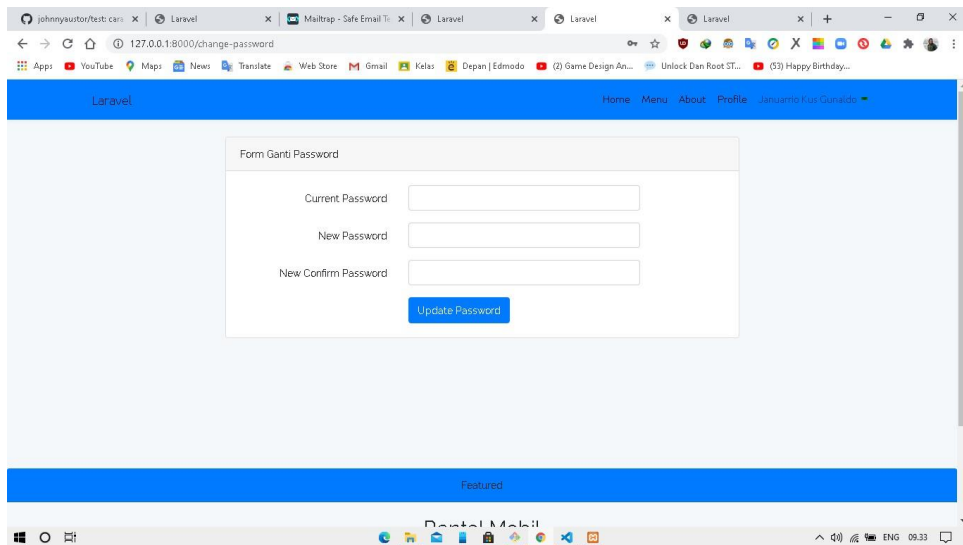 johnnyaustor/test: cara
Laravel
Mailtrap - Safe Email Te
Laravel
Laravel
Laravel
127.0.0.1:8000/change-password
Apps
YouTube
Maps
News
Translate
Web Store
Gmail
Kelas
Depan | Edmodo
(2) Game Design An...
Unlock Dan Root ST...
(53) Happy Birthday...
Laravel
Home Menu About Profile Januarrio Kus Gunaldo
Form Ganti Password
Current Password
New Password
New Confirm Password
Update Password
Featured
Rental Mobil
ENG 09.33